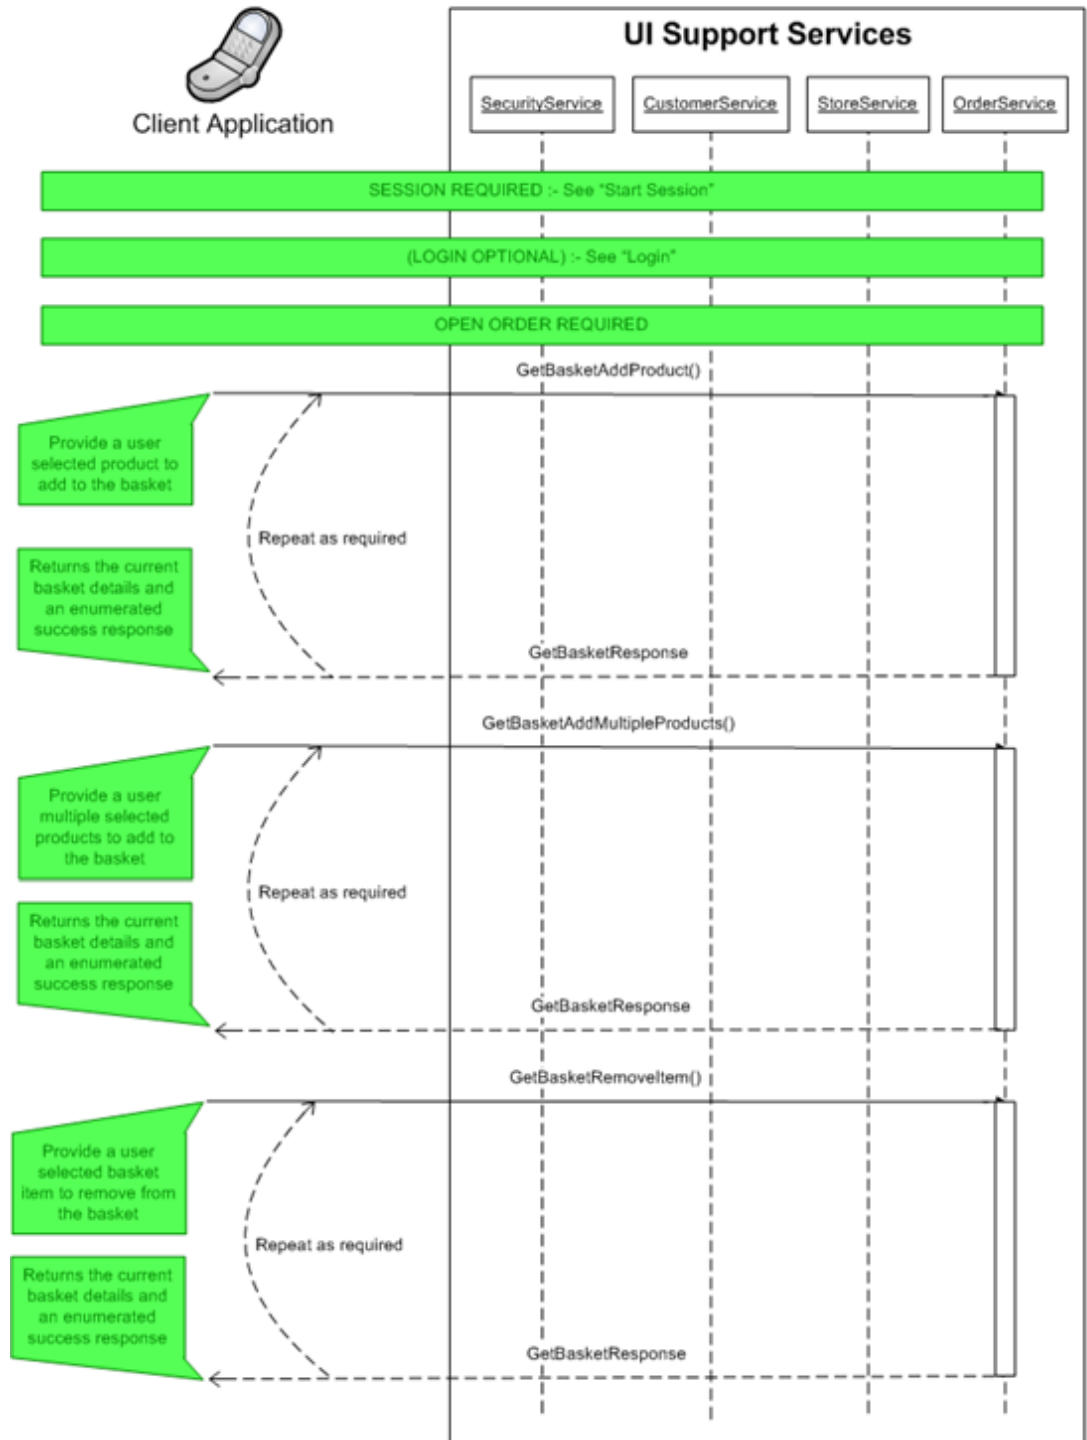 UI Support Services
Client Application
SecurityService
CustomerService
StoreService
OrderService
SESSION REQUIRED :- See "Start Session"
(LOGIN OPTIONAL) :- See "Login"
OPEN ORDER REQUIRED
GetBasketAddProduct()
Provide a user
selected product to
add to the basket
Repeat as required
Returns the current
basket details and
an enumerated
success response
GetBasketResponse
GetBasketAddMultipleProducts()
Provide a user
multiple selected
products to add to
the basket
Repeat as required
Returns the current
basket details and
an enumerated
success response
GetBasketResponse
GetBasketRemoveItem()
Provide a user
selected basket
item to remove from
the basket
Repeat as required
Returns the current
basket details and
an enumerated
success response
GetBasketResponse